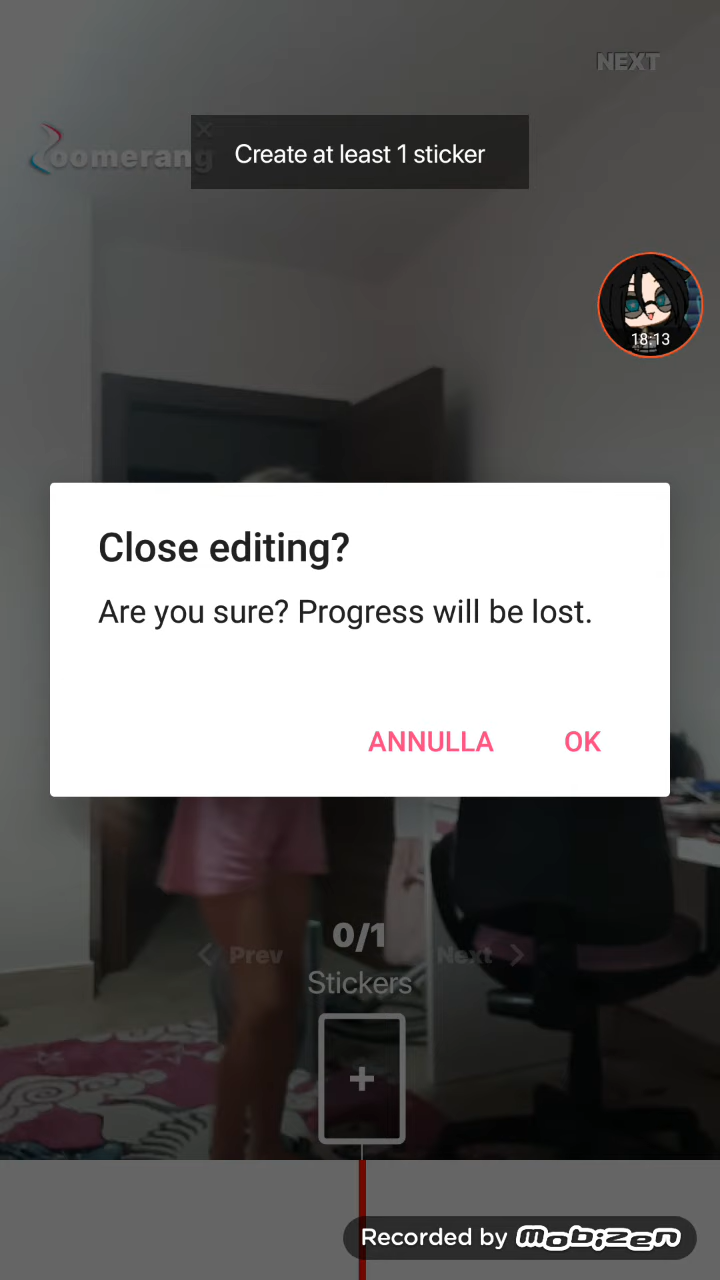 NEXT
Zoomerang
Create at least 1 sticker
18:13
Close editing?
Are you sure? Progress will be lost.
ANNULLA
OK
0/1
Prev
Next
Stickers
+
Recorded by mobizen